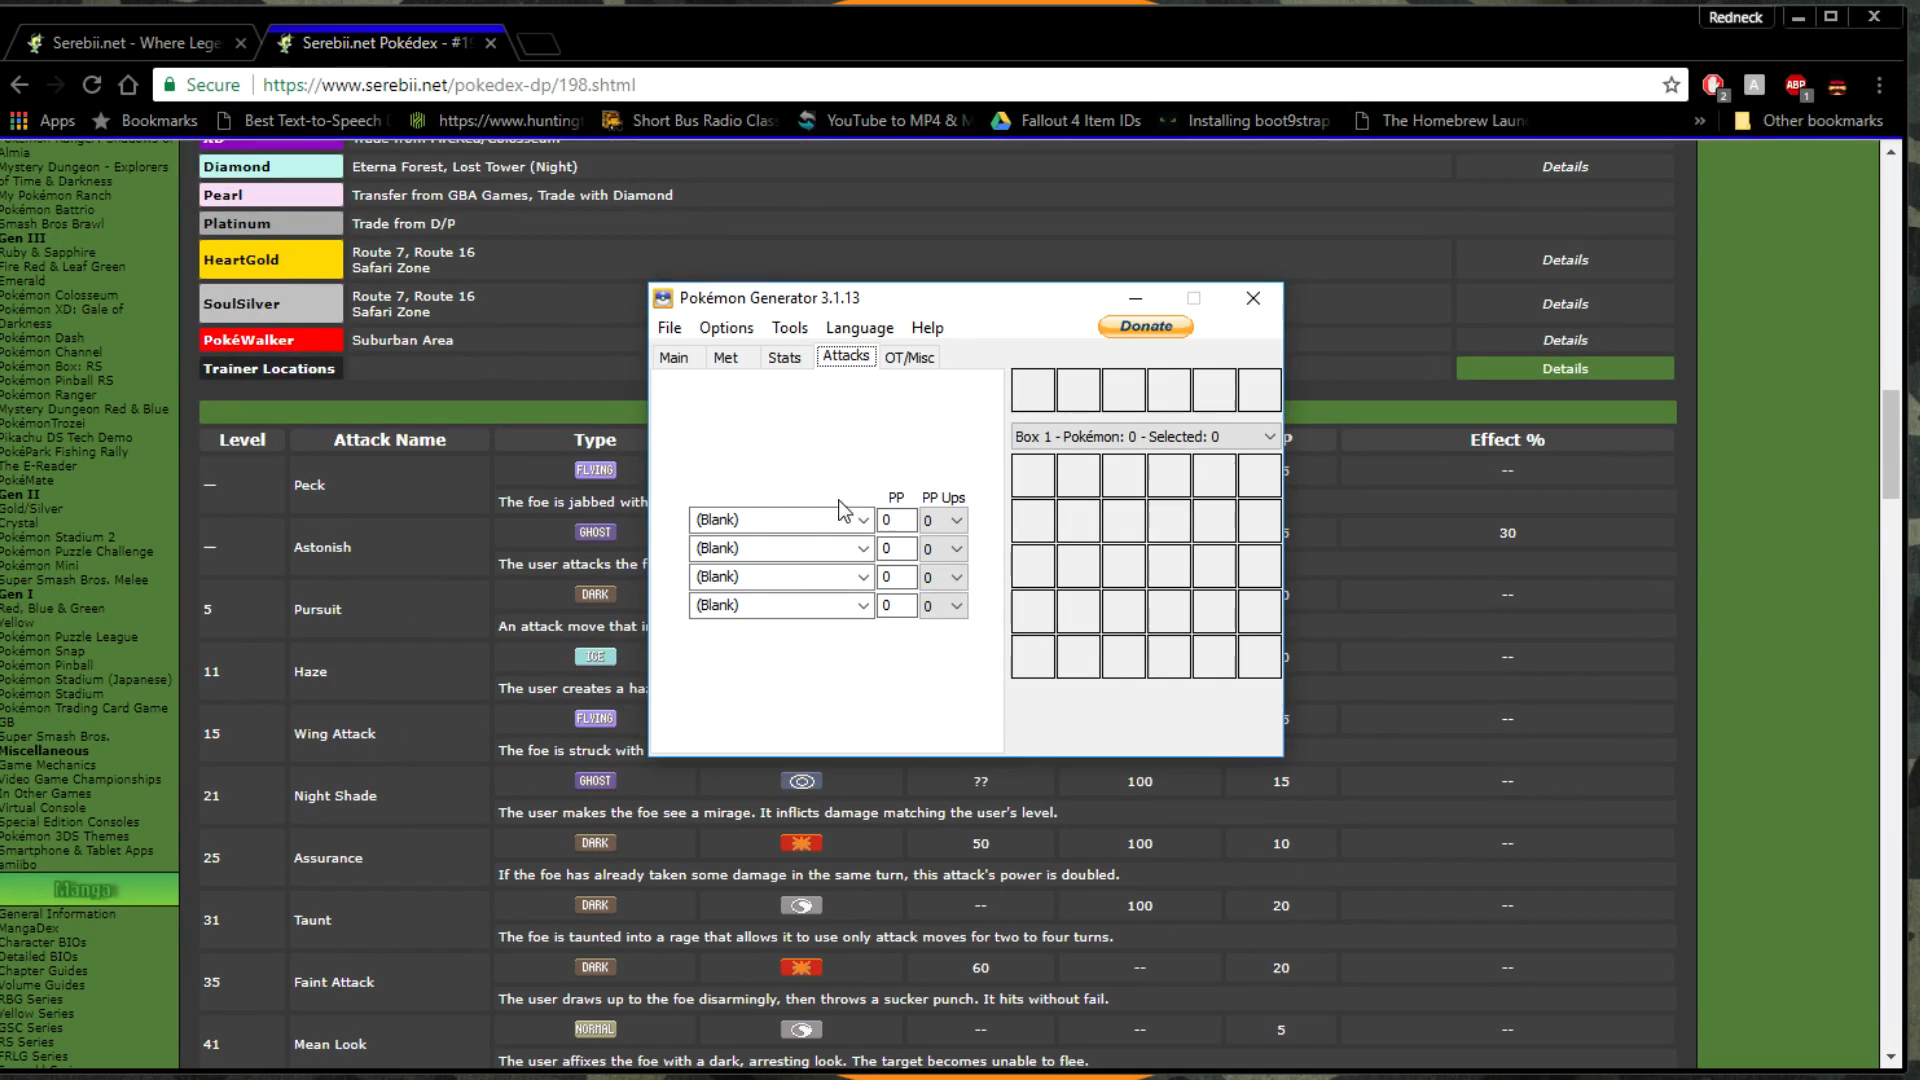 Redneck
Serebii.net - Where Lege
Serebii.net Pokédex - #1
Secure https://www.serebii.net/pokedex-dp/198.shtml
A
ABP
2
1
Apps
Bookmarks
Best Text-to-Speech
https://www.hunting
Short Bus Radio Clas
YouTube to MP4 & M
Fallout 4 Item IDs
Installing boot9strap
The Homebrew Laun
»
Other bookmarks
Almia
Mystery Dungeon - Explorers
of Time & Darkness
My Pokémon Ranch
Pokémon Battrio
Smash Bros Brawl
Gen III
Ruby & Sapphire
Fire Red & Leaf Green
Emerald
Pokémon Colosseum
Pokémon XD: Gale of
Darkness
Pokémon Dash
Pokémon Channel
Pokémon Box: RS
Pokémon Pinball RS
Pokémon Ranger
Mystery Dungeon Red & Blue
PokémonTrozei
Pikachu DS Tech Demo
PokéPark Fishing Rally
The E-Reader
PokéMate
Gen II
Gold/Silver
Crystal
Pokémon Stadium 2
Pokémon Puzzle Challenge
Pokémon Mini
Super Smash Bros. Melee
Gen I
Red, Blue & Green
Yellow
Pokémon Puzzle League
Pokémon Snap
Pokémon Pinball
Pokémon Stadium (Japanese)
Pokémon Stadium
Pokémon Trading Card Game
GB
Super Smash Bros.
Miscellaneous
Game Mechanics
Video Game Championships
In Other Games
Virtual Console
Special Edition Consoles
Pokémon 3DS Themes
Smartphone & Tablet Apps
amiibo
Manga
General Information
MangaDex
Character BIOs
Detailed BIOs
Chapter Guides
Volume Guides
RBG Series
Yellow Series
GSC Series
RS Series
FRLG Series
Diamond Eterna Forest, Lost Tower (Night) Details
Pearl Transfer from GBA Games, Trade with Diamond
Platinum Trade from D/P
HeartGold Route 7, Route 16
Safari Zone Details
SoulSilver Route 7, Route 16
Safari Zone Details
PokéWalker Suburban Area Details
Trainer Locations Details
Level Attack Name Type Effect %
— Peck FLYING --
The foe is jabbed with
— Astonish GHOST 30
The user attacks the f
5 Pursuit DARK --
An attack move that i
11 Haze ICE --
The user creates a ha
15 Wing Attack FLYING --
The foe is struck with
21 Night Shade GHOST ?? 100 15 --
The user makes the foe see a mirage. It inflicts damage matching the user's level.
25 Assurance DARK 50 100 10 --
If the foe has already taken some damage in the same turn, this attack's power is doubled.
31 Taunt DARK -- 100 20 --
The foe is taunted into a rage that allows it to use only attack moves for two to four turns.
35 Faint Attack DARK 60 -- 20 --
The user draws up to the foe disarmingly, then throws a sucker punch. It hits without fail.
41 Mean Look NORMAL -- -- 5 --
The user affixes the foe with a dark, arresting look. The target becomes unable to flee.
Pokémon Generator 3.1.13
File Options Tools Language Help Donate
Main Met Stats Attacks OT/Misc
Box 1 - Pokémon: 0 - Selected: 0
PP PP Ups
(Blank) 0 0
(Blank) 0 0
(Blank) 0 0
(Blank) 0 0